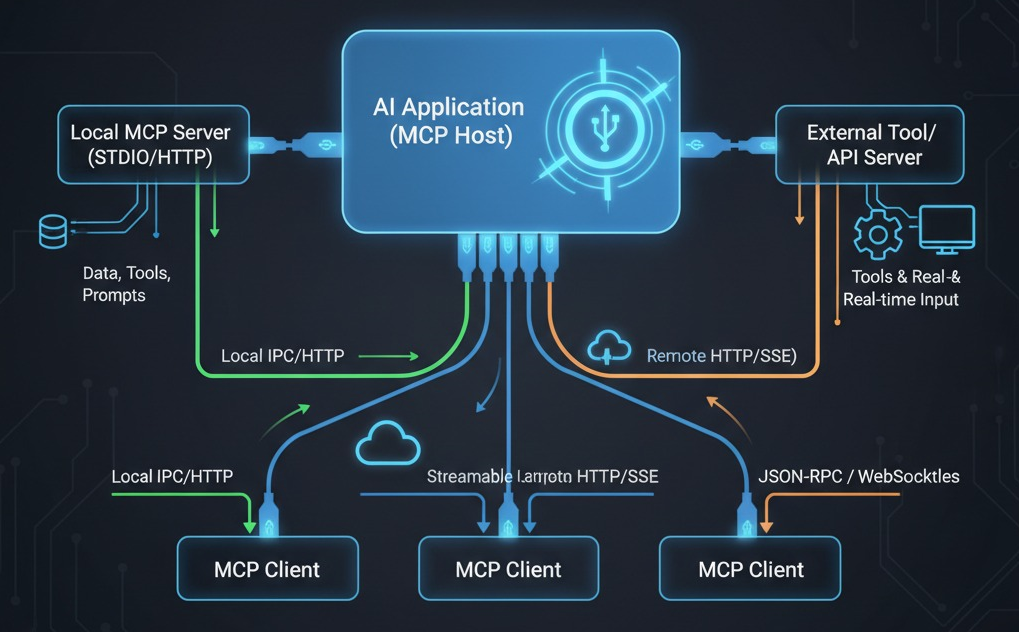 AI Application
(MCP Host)
Local MCP Server
(STDIO/HTTP)
External Tool/
API Server
Data, Tools,
Prompts
Tools & Real-&
Real-time Input
Local IPC/HTTP
Remote HTTP/SSE)
Local IPC/HTTP
Streamable HTTP/SSE
JSON-RPC / WebSocktles
MCP Client
MCP Client
MCP Client